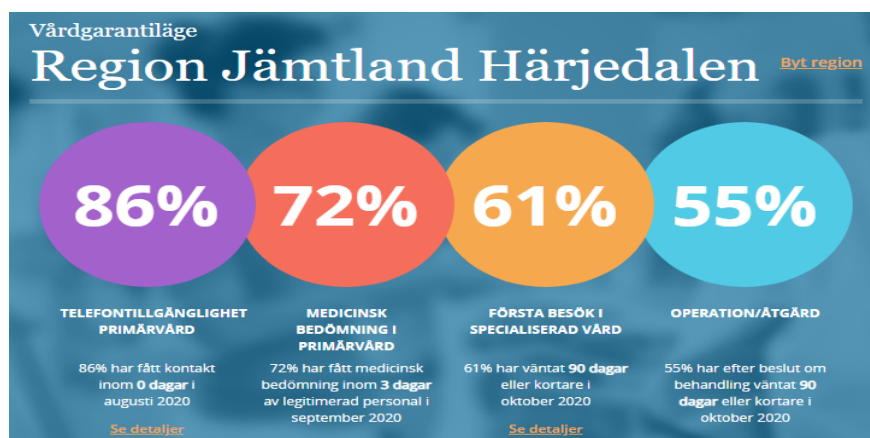 Vårdgarantiläge
Region Jämtland Härjedalen
Byt region
86%
72%
61%
55%
TELEFONTILLGÄNGLIGHET
PRIMÄRVÅRD
86% har fått kontakt
inom 0 dagar i
augusti 2020
Se detaljer
MEDICINSK
BEDÖMNING I
PRIMÄRVÅRD
72% har fått medicinsk
bedömning inom 3 dagar
av legitimerad personal i
september 2020
FÖRSTA BESÖK I
SPECIALISERAD VÅRD
61% har väntat 90 dagar
eller kortare i
oktober 2020
Se detaljer
OPERATION/ÅTGÄRD
55% har efter beslut om
behandling väntat 90
dagar eller kortare i
oktober 2020